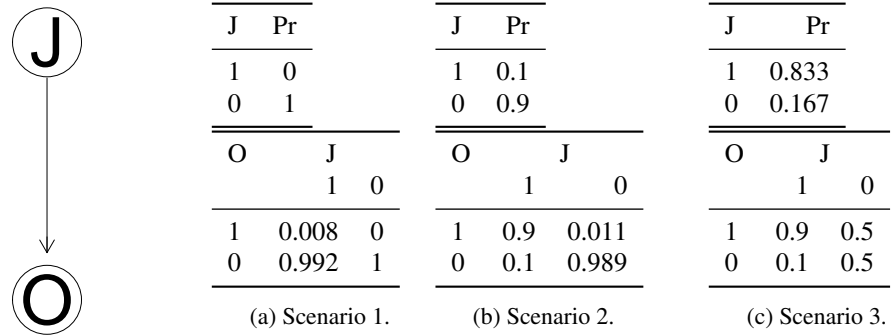 J
O
J Pr
1 0
0 1
O J
1 0
1 0.008 0
0 0.992 1
(a) Scenario 1.
J Pr
1 0.1
0 0.9
O J
1 0
1 0.9 0.011
0 0.1 0.989
(b) Scenario 2.
J Pr
1 0.833
0 0.167
O J
1 0
1 0.9 0.5
0 0.1 0.5
(c) Scenario 3.